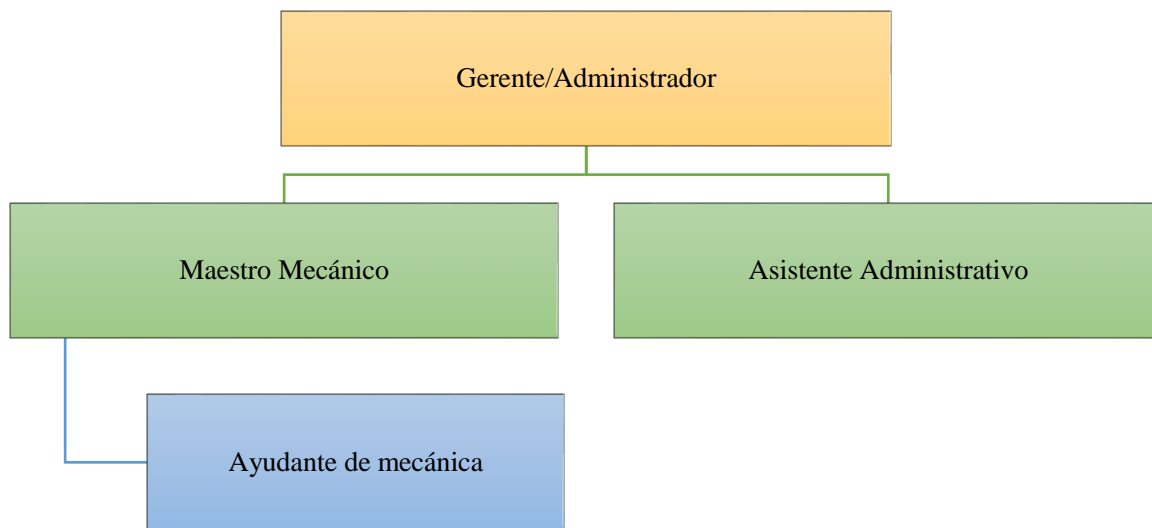 Gerente/Administrador
Maestro Mecánico
Asistente Administrativo
Ayudante de mecánica